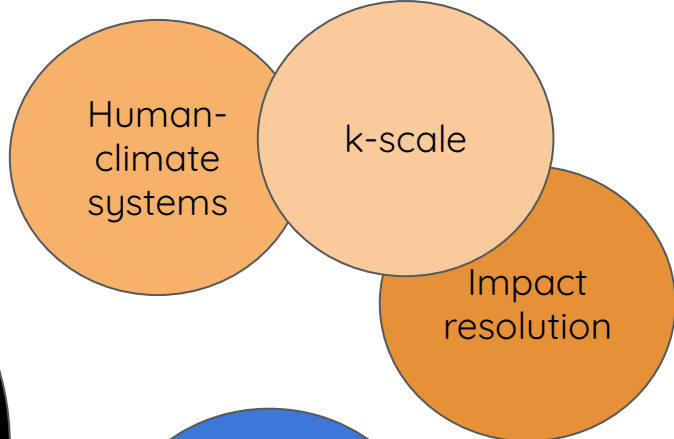 Human-
climate
systems
k-scale
Impact
resolution